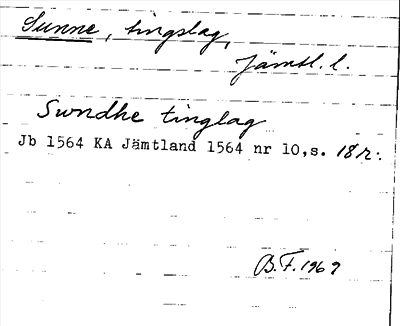 Sunne, tingslag,
Jämtl. l.
Swndhe tinglag
Jb 1564 KA Jämtland 1564 nr 10, s. 18 r:.
B.F. 1969